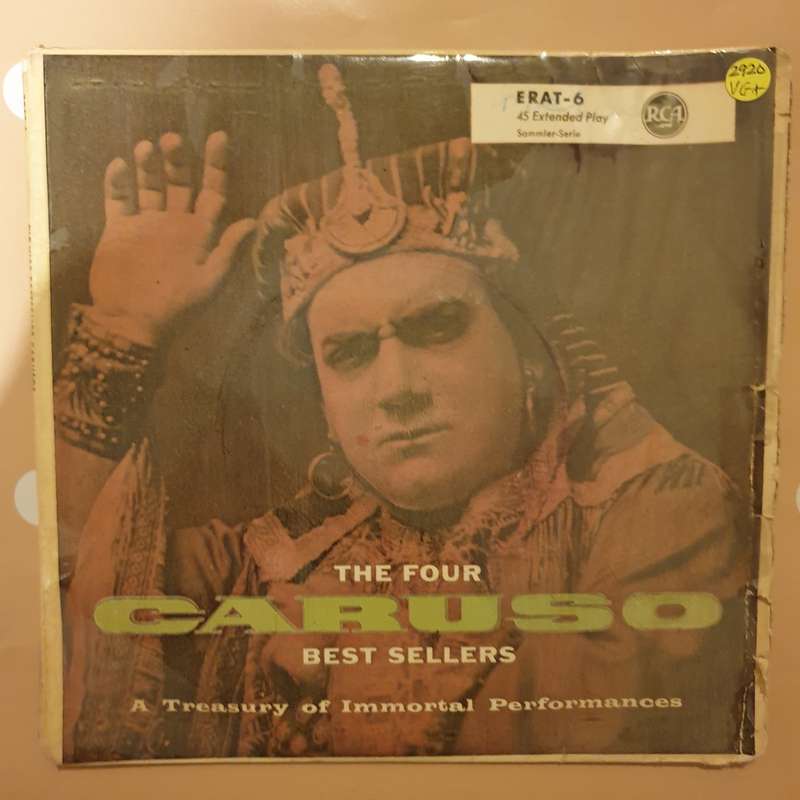 ERAT-6
45 Extended Play
Sammler-Serie
RCA
2920
VG+
THE FOUR
CARUSO
BEST SELLERS
A Treasury of Immortal Performances